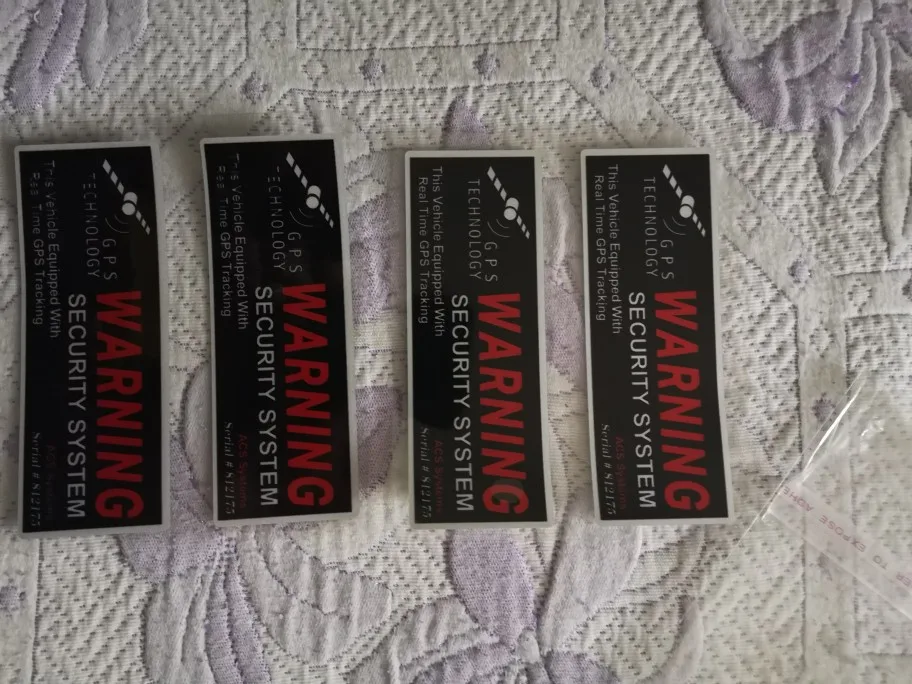 GPS
TECHNOLOGY
WARNING
SECURITY SYSTEM
This Vehicle Equipped With
Real Time GPS Tracking
ACS Systems
Serial # 812175
GPS
TECHNOLOGY
WARNING
SECURITY SYSTEM
This Vehicle Equipped With
Real Time GPS Tracking
ACS Systems
Serial # 812175
GPS
TECHNOLOGY
WARNING
SECURITY SYSTEM
This Vehicle Equipped With
Real Time GPS Tracking
ACS Systems
Serial # 812175
GPS
TECHNOLOGY
WARNING
SECURITY SYSTEM
This Vehicle Equipped With
Real Time GPS Tracking
ACS Systems
Serial # 812175
TO EXPOSE